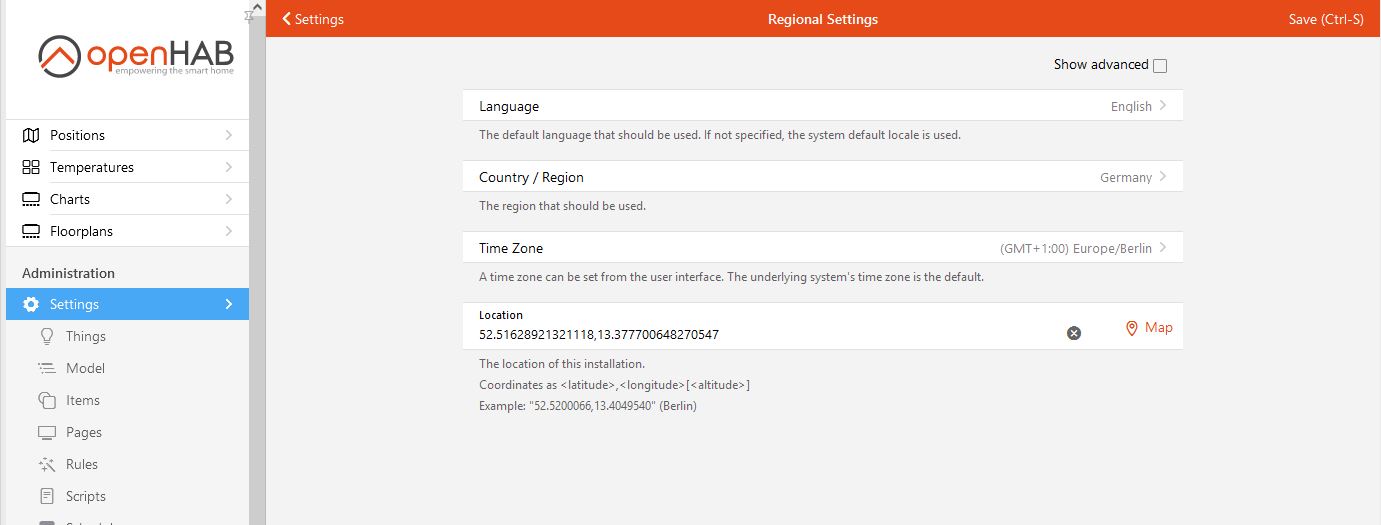 openHAB
empowering the smart home
Positions
Temperatures
Charts
Floorplans
Administration
Settings
Things
Model
Items
Pages
Rules
Scripts
Settings
Regional Settings
Save (Ctrl-S)
Show advanced
Language
English
The default language that should be used. If not specified, the system default locale is used.
Country / Region
Germany
The region that should be used.
Time Zone
(GMT+1:00) Europe/Berlin
A time zone can be set from the user interface. The underlying system's time zone is the default.
Location
52.51628921321118,13.377700648270547
Map
The location of this installation.
Coordinates as <latitude>,<longitude>[<altitude>]
Example: "52.5200066,13.4049540" (Berlin)